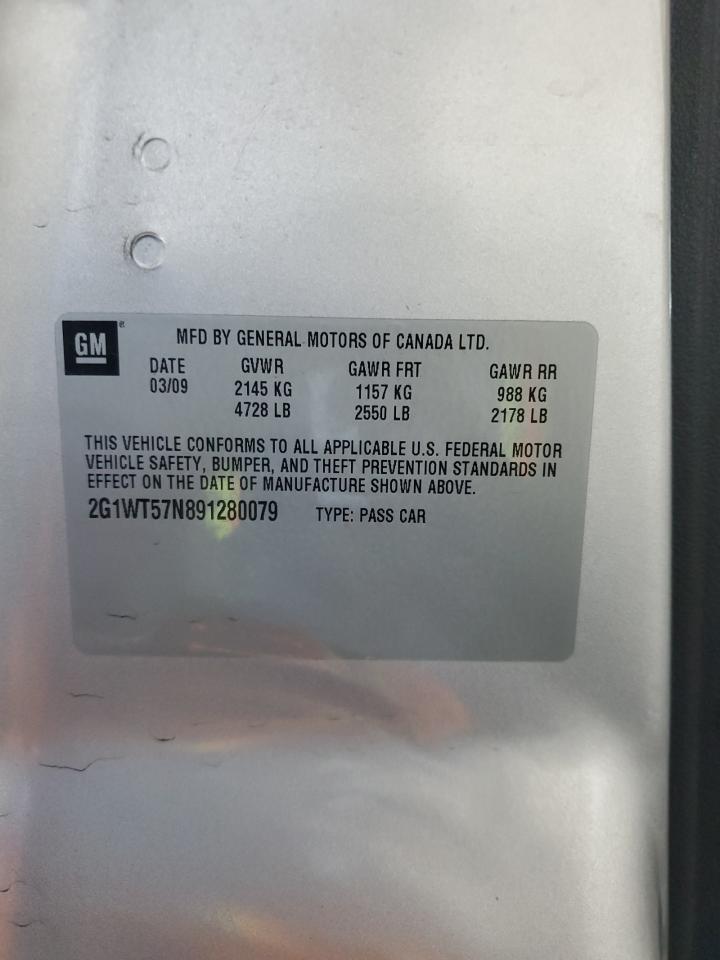 GM®
MFD BY GENERAL MOTORS OF CANADA LTD.
DATE GVWR GAWR FRT GAWR RR
03/09 2145 KG 1157 KG 988 KG
4728 LB 2550 LB 2178 LB
THIS VEHICLE CONFORMS TO ALL APPLICABLE U.S. FEDERAL MOTOR
VEHICLE SAFETY, BUMPER, AND THEFT PREVENTION STANDARDS IN
EFFECT ON THE DATE OF MANUFACTURE SHOWN ABOVE.
2G1WT57N891280079 TYPE: PASS CAR